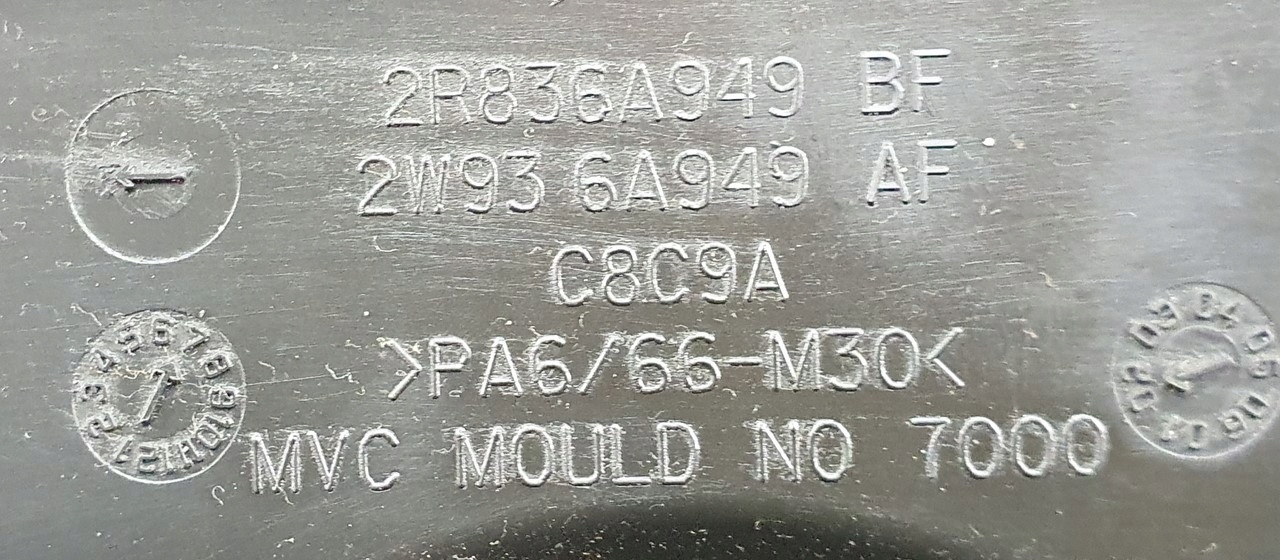 2R836A949 BF
2W93 6A949 AF
C8C9A
>PA6/66-M30<
MVC MOULD NO 7000